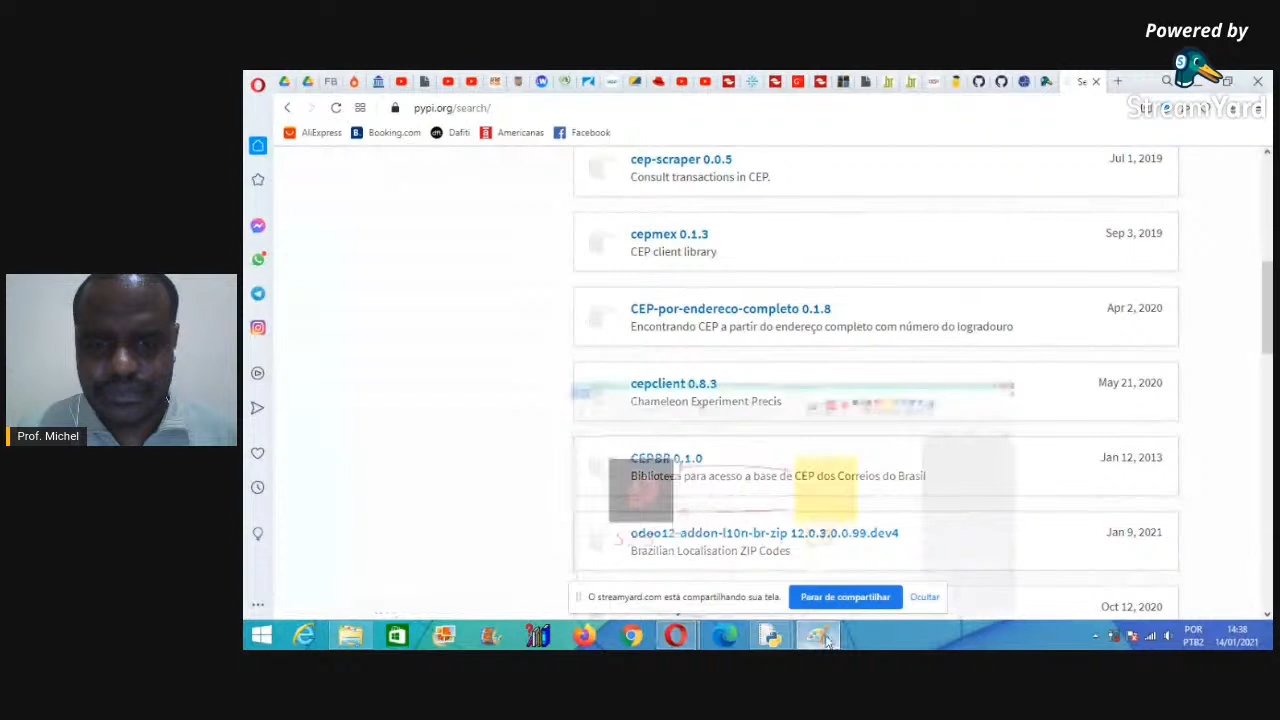 Powered by
StreamYard
FB
Se
pypi.org/search/
AliExpress
Booking.com
Dafiti
Americanas
Facebook
cep-scraper 0.0.5
Jul 1, 2019
Consult transactions in CEP.
cepmex 0.1.3
Sep 3, 2019
CEP client library
CEP-por-endereco-completo 0.1.8
Apr 2, 2020
Encontrando CEP a partir do endereço completo com número do logradouro
cepclient 0.8.3
May 21, 2020
Chameleon Experiment Precis
CEPBR 0.1.0
Jan 12, 2013
Biblioteca para acesso a base de CEP dos Correios do Brasil
odoo12-addon-l10n-br-zip 12.0.3.0.0.99.dev4
Jan 9, 2021
Brazilian Localisation ZIP Codes
Oct 12, 2020
O streamyard.com está compartilhando sua tela.
Parar de compartilhar
Ocultar
Prof. Michel
POR
PTB2
14:38
14/01/2021